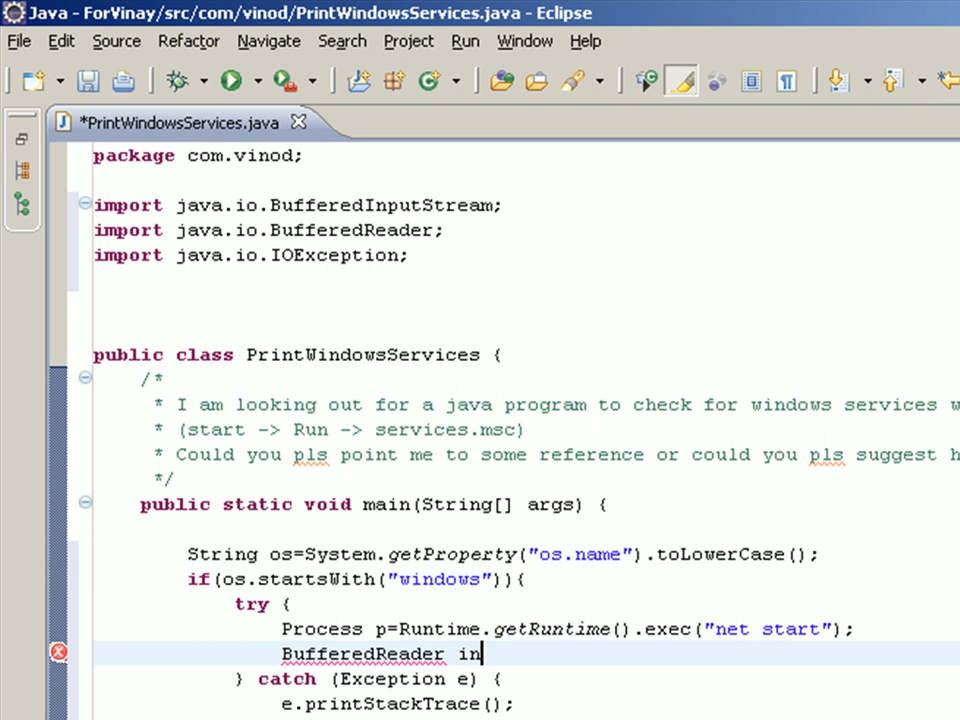 Java - ForVinay/src/com/vinod/PrintWindowsServices.java - Eclipse
File Edit Source Refactor Navigate Search Project Run Window Help
*PrintWindowsServices.java
package com.vinod;
import java.io.BufferedInputStream;
import java.io.BufferedReader;
import java.io.IOException;
public class PrintWindowsServices {
/*
* I am looking out for a java program to check for windows services w
* (start -> Run -> services.msc)
* Could you pls point me to some reference or could you pls suggest h
*/
public static void main(String[] args) {
String os=System.getProperty("os.name").toLowerCase();
if(os.startsWith("windows")){
try {
Process p=Runtime.getRuntime().exec("net start");
BufferedReader in
} catch (Exception e) {
e.printStackTrace();